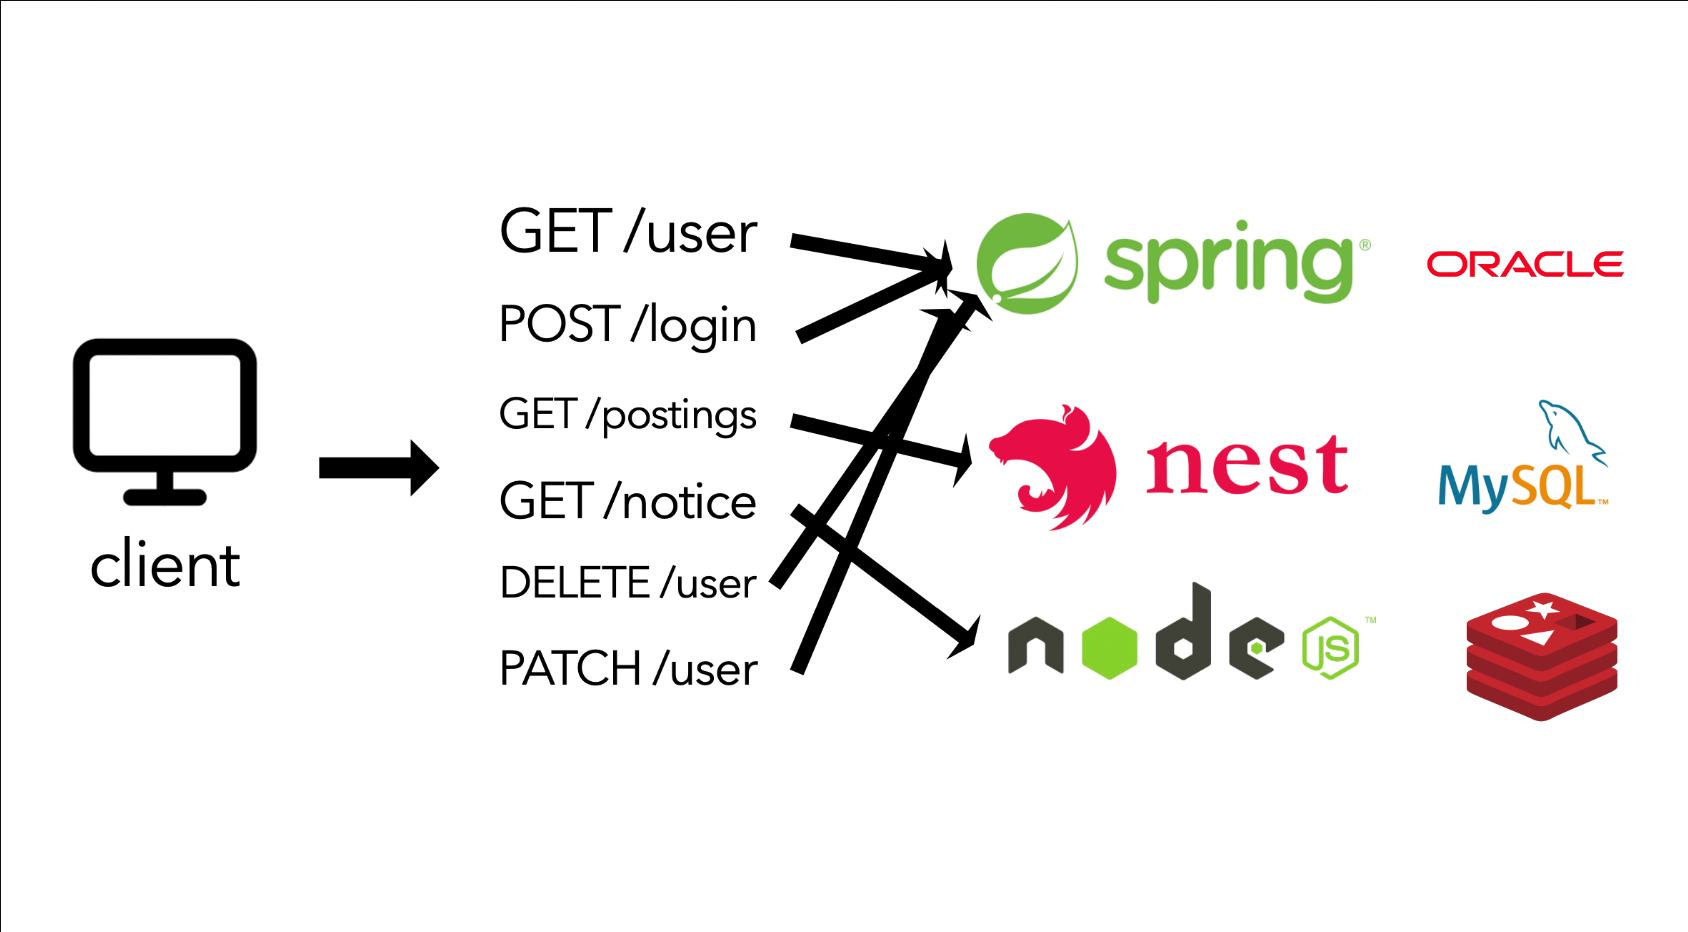 GET /user
POST /login
GET /postings
GET /notice
DELETE /user
PATCH /user
client
spring®
ORACLE
nest
MySQL™
node JS™